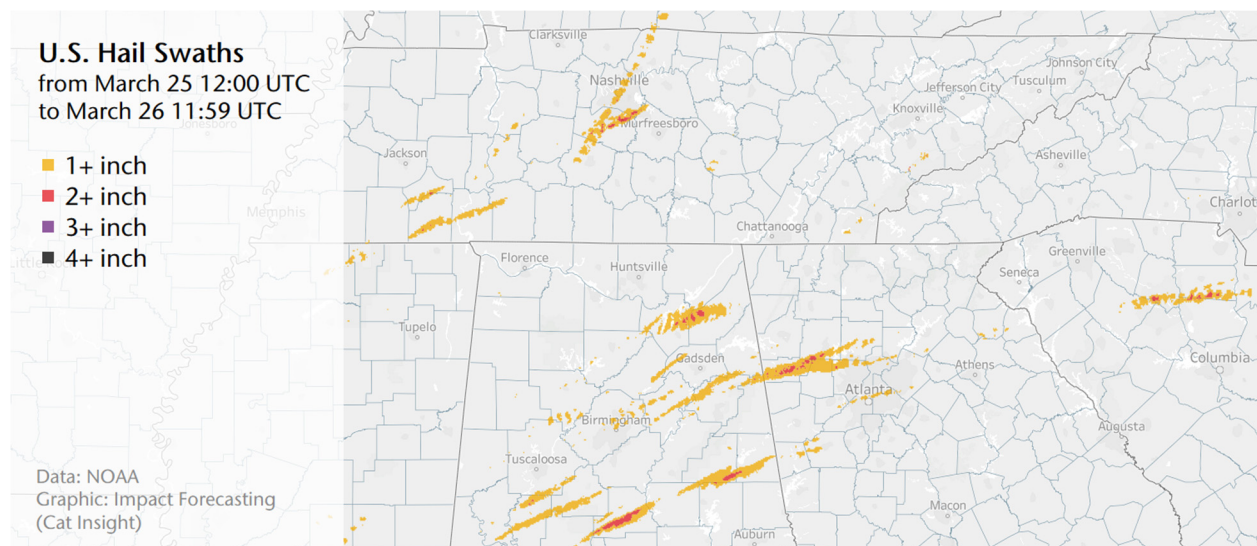 U.S. Hail Swaths
from March 25 12:00 UTC
to March 26 11:59 UTC
1+ inch
2+ inch
3+ inch
4+ inch
Data: NOAA
Graphic: Impact Forecasting
(Cat Insight)
Clarksville
Nashville
Murfreesboro
Jackson
Jonesboro
Memphis
Johnson City
Tusculum
Jefferson City
Knoxville
Asheville
Charlot
Chattanooga
Florence
Huntsville
Greenville
Seneca
Tupelo
Gadsden
Athens
Columbia
Atlanta
Birmingham
Augusta
Tuscaloosa
Macon
Auburn